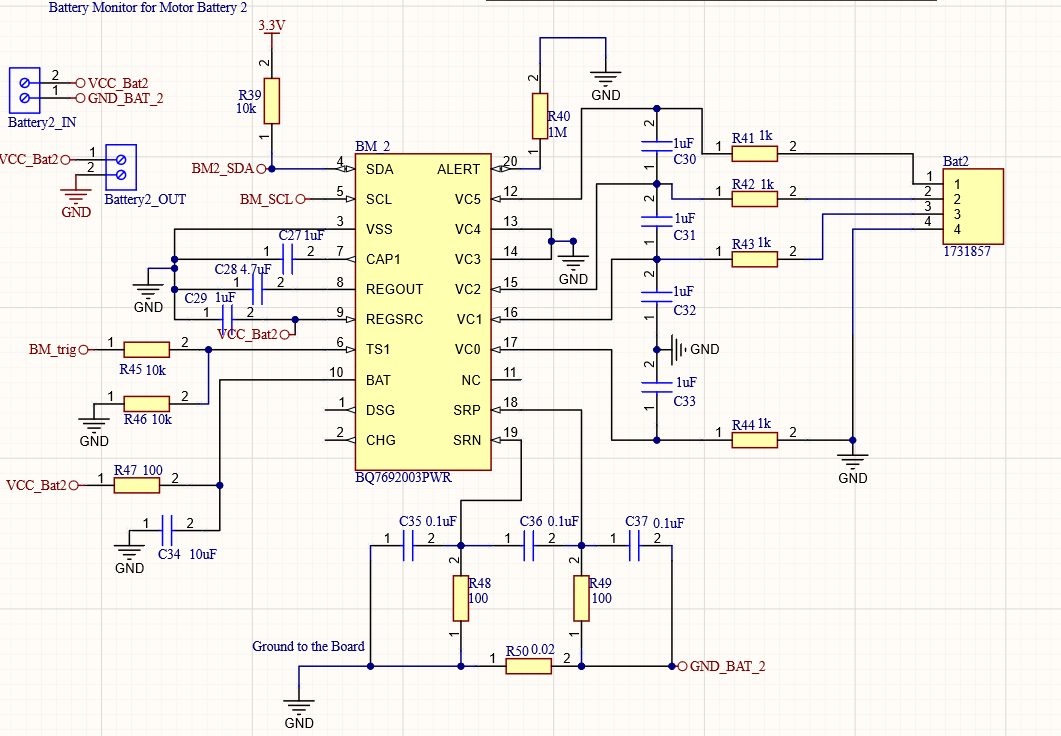 Battery Monitor for Motor Battery 2
3.3V
2
R39
10k
1
2
1
VCC_Bat2
GND_BAT_2
Battery2_IN
VCC_Bat2
1
2
GND
Battery2_OUT
BM2_SDA
BM_SCL
BM_2
4
SDA
5
SCL
3
VSS
7
CAP1
8
REGOUT
9
REGSRC
6
TS1
10
BAT
1
DSG
2
CHG
ALERT
20
VC5
12
VC4
13
VC3
14
VC2
15
VC1
16
VC0
17
NC
11
SRP
18
SRN
19
BQ7692003PWR
C27 1uF
1
2
C28 4.7uF
1
2
C29 1uF
1
2
GND
VCC_Bat2
BM_trig
1
2
R45 10k
1
2
R46 10k
GND
VCC_Bat2
1
R47 100
2
1
2
C34 10uF
GND
2
R40
1M
1
GND
GND
2
1uF
C30
1
2
1uF
C31
1
2
1uF
C32
1
GND
2
1uF
C33
1
1
R41 1k
2
1
R42 1k
2
1
R43 1k
2
1
R44 1k
2
GND
Bat2
1
2
3
4
1
2
3
4
1731857
C35 0.1uF
1
2
C36 0.1uF
1
2
C37 0.1uF
1
2
2
R48
100
1
2
R49
100
1
Ground to the Board
1
R50 0.02
2
GND_BAT_2
GND